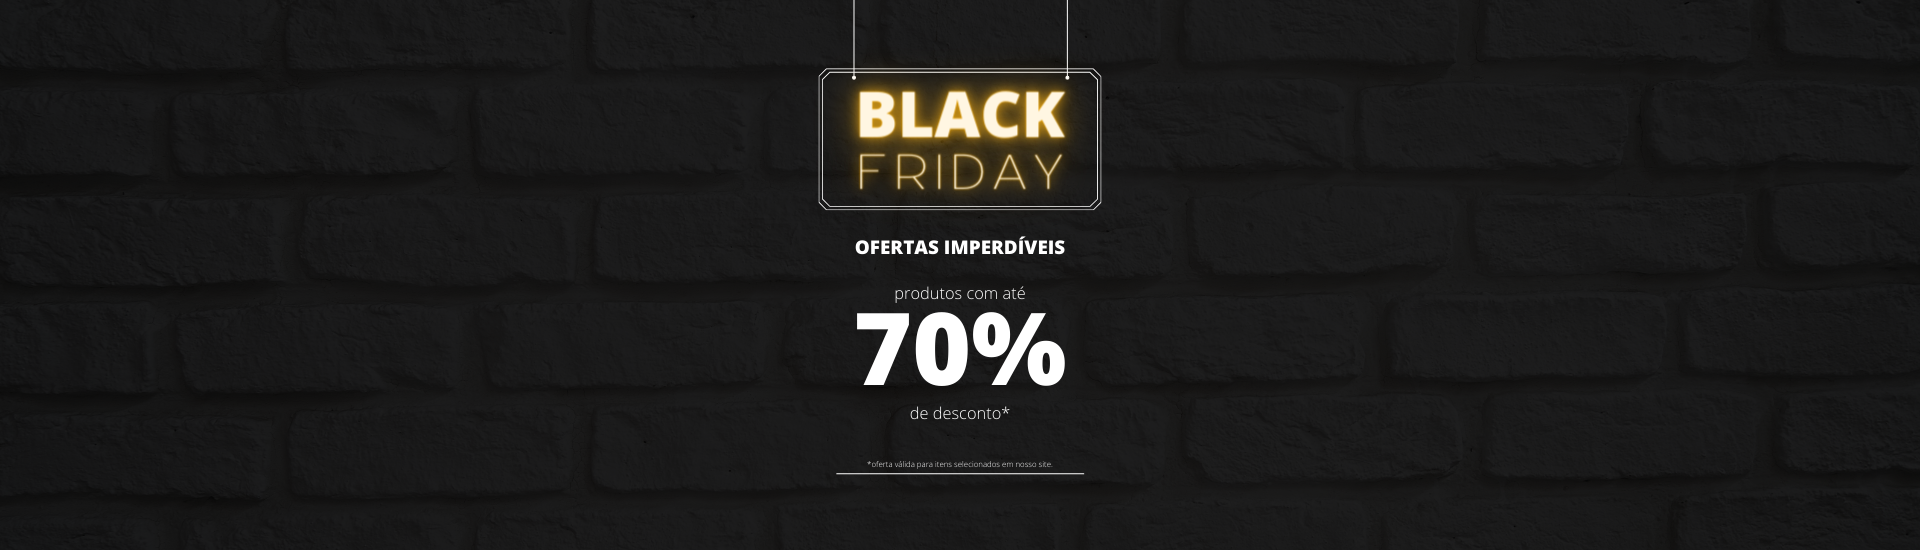 BLACK
FRIDAY
OFERTAS IMPERDÍVEIS
produtos com até
70%
de desconto*
*oferta válida para itens selecionados em nosso site.